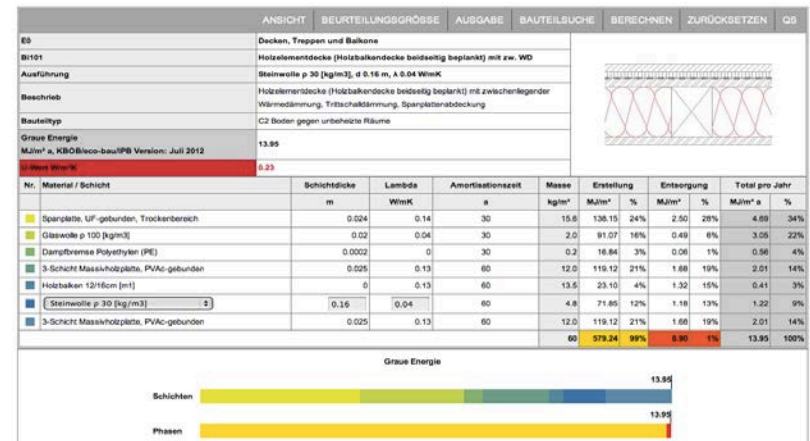 ANSICHT BEURTEILUNGSGRÖSSE AUSGABE BAUTEILSUCHE BERECHNEN ZURÜCKSETZEN QS
E0 Decken, Treppen und Balkone
BI101 Holzelementdecke (Holzbalkendecke beidseitig beplankt) mit zw. WD
Ausführung Steinwolle ρ 30 [kg/m3], d 0.16 m, λ 0.04 W/mK
Beschrieb Holzelementdecke (Holzbalkendecke beidseitig beplankt) mit zwischenliegender
Wärmedämmung, Trittschalldämmung, Spanplattenabdeckung
Bauteiltyp C2 Boden gegen unbeheizte Räume
Graue Energie
MJ/m² a, KBOB/eco-bau/IPB Version: Juli 2012 13.95
U-Wert W/m²K 0.23
Nr. Material / Schicht Schichtdicke Lambda Amortisationszeit Masse Erstellung Entsorgung Total pro Jahr
m W/mK a kg/m² MJ/m² % MJ/m² % MJ/m² a %
Spanplatte, UF-gebunden, Trockenbereich 0.024 0.14 30 15.6 138.15 24% 2.50 28% 4.69 34%
Glaswolle ρ 100 [kg/m3] 0.02 0.04 30 2.0 91.07 16% 0.49 6% 3.05 22%
Dampfbremse Polyethylen (PE) 0.0002 0 30 0.2 16.84 3% 0.06 1% 0.56 4%
3-Schicht Massivholzplatte, PVAc-gebunden 0.025 0.13 60 12.0 119.12 21% 1.68 19% 2.01 14%
Holzbalken 12/16cm [m1] 0 0.13 60 13.5 23.10 4% 1.32 15% 0.41 3%
Steinwolle ρ 30 [kg/m3] 0.16 0.04 60 4.8 71.85 12% 1.18 13% 1.22 9%
3-Schicht Massivholzplatte, PVAc-gebunden 0.025 0.13 60 12.0 119.12 21% 1.68 19% 2.01 14%
60 579.24 99% 8.90 1% 13.95 100%
Graue Energie
13.95
Schichten
13.95
Phasen